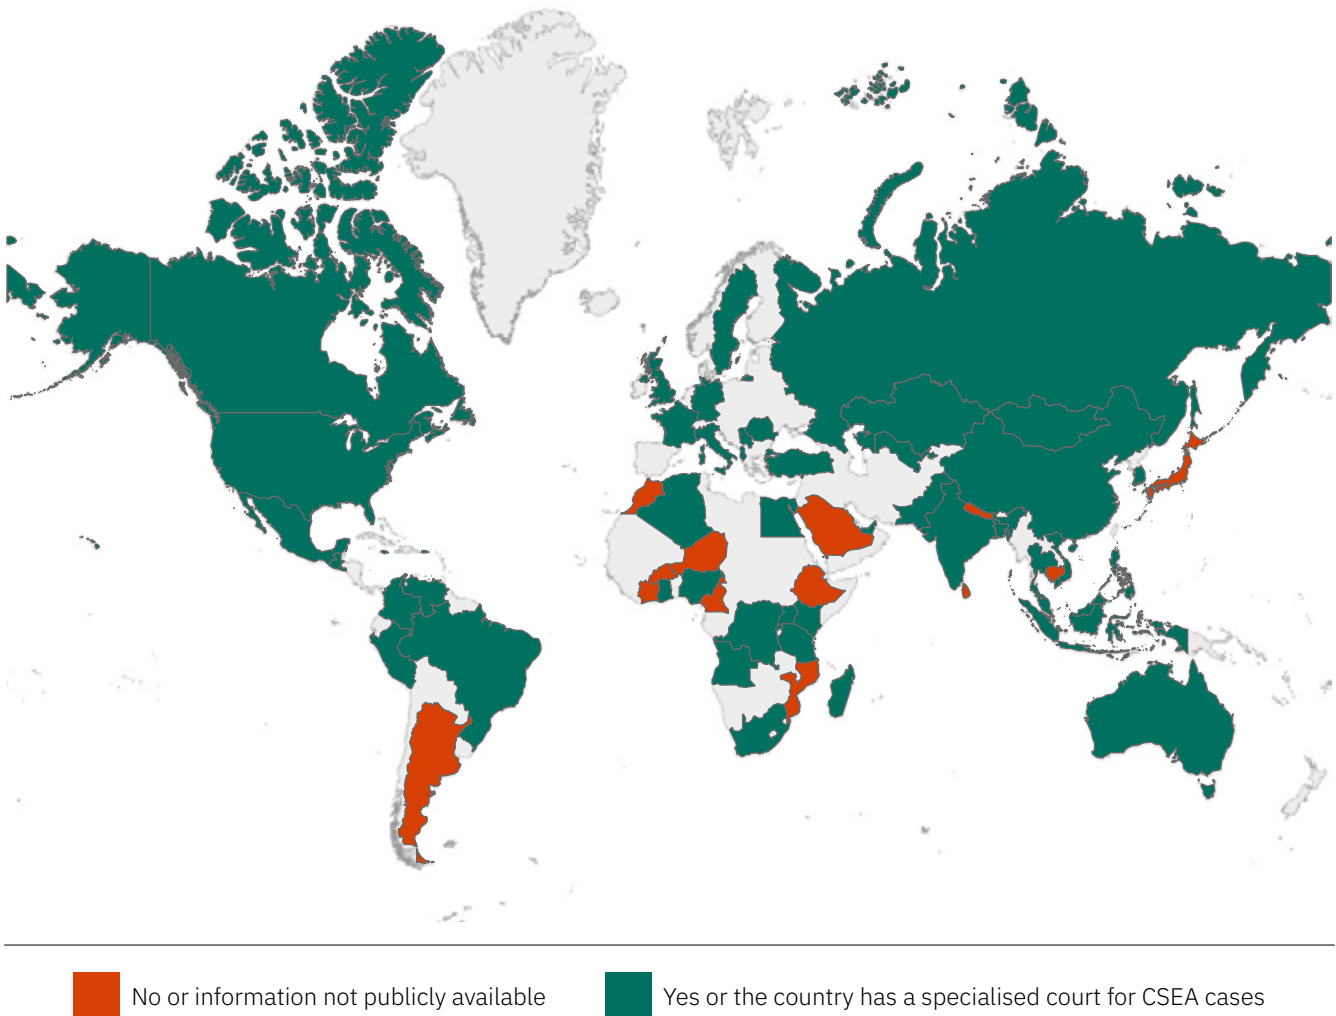 No or information not publicly available
Yes or the country has a specialised court for CSEA cases